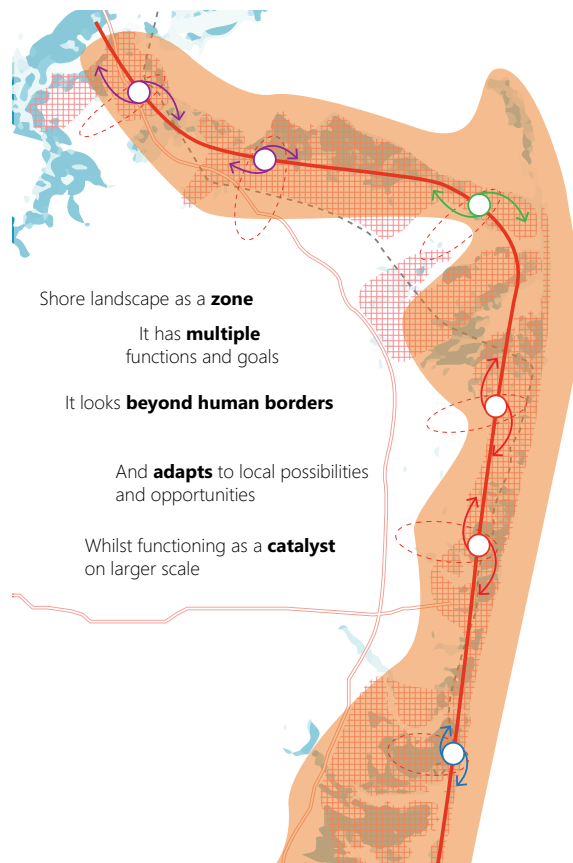 Shore landscape as a zone
It has multiple
functions and goals
It looks beyond human borders
And adapts to local possibilities
and opportunities
Whilst functioning as a catalyst
on larger scale